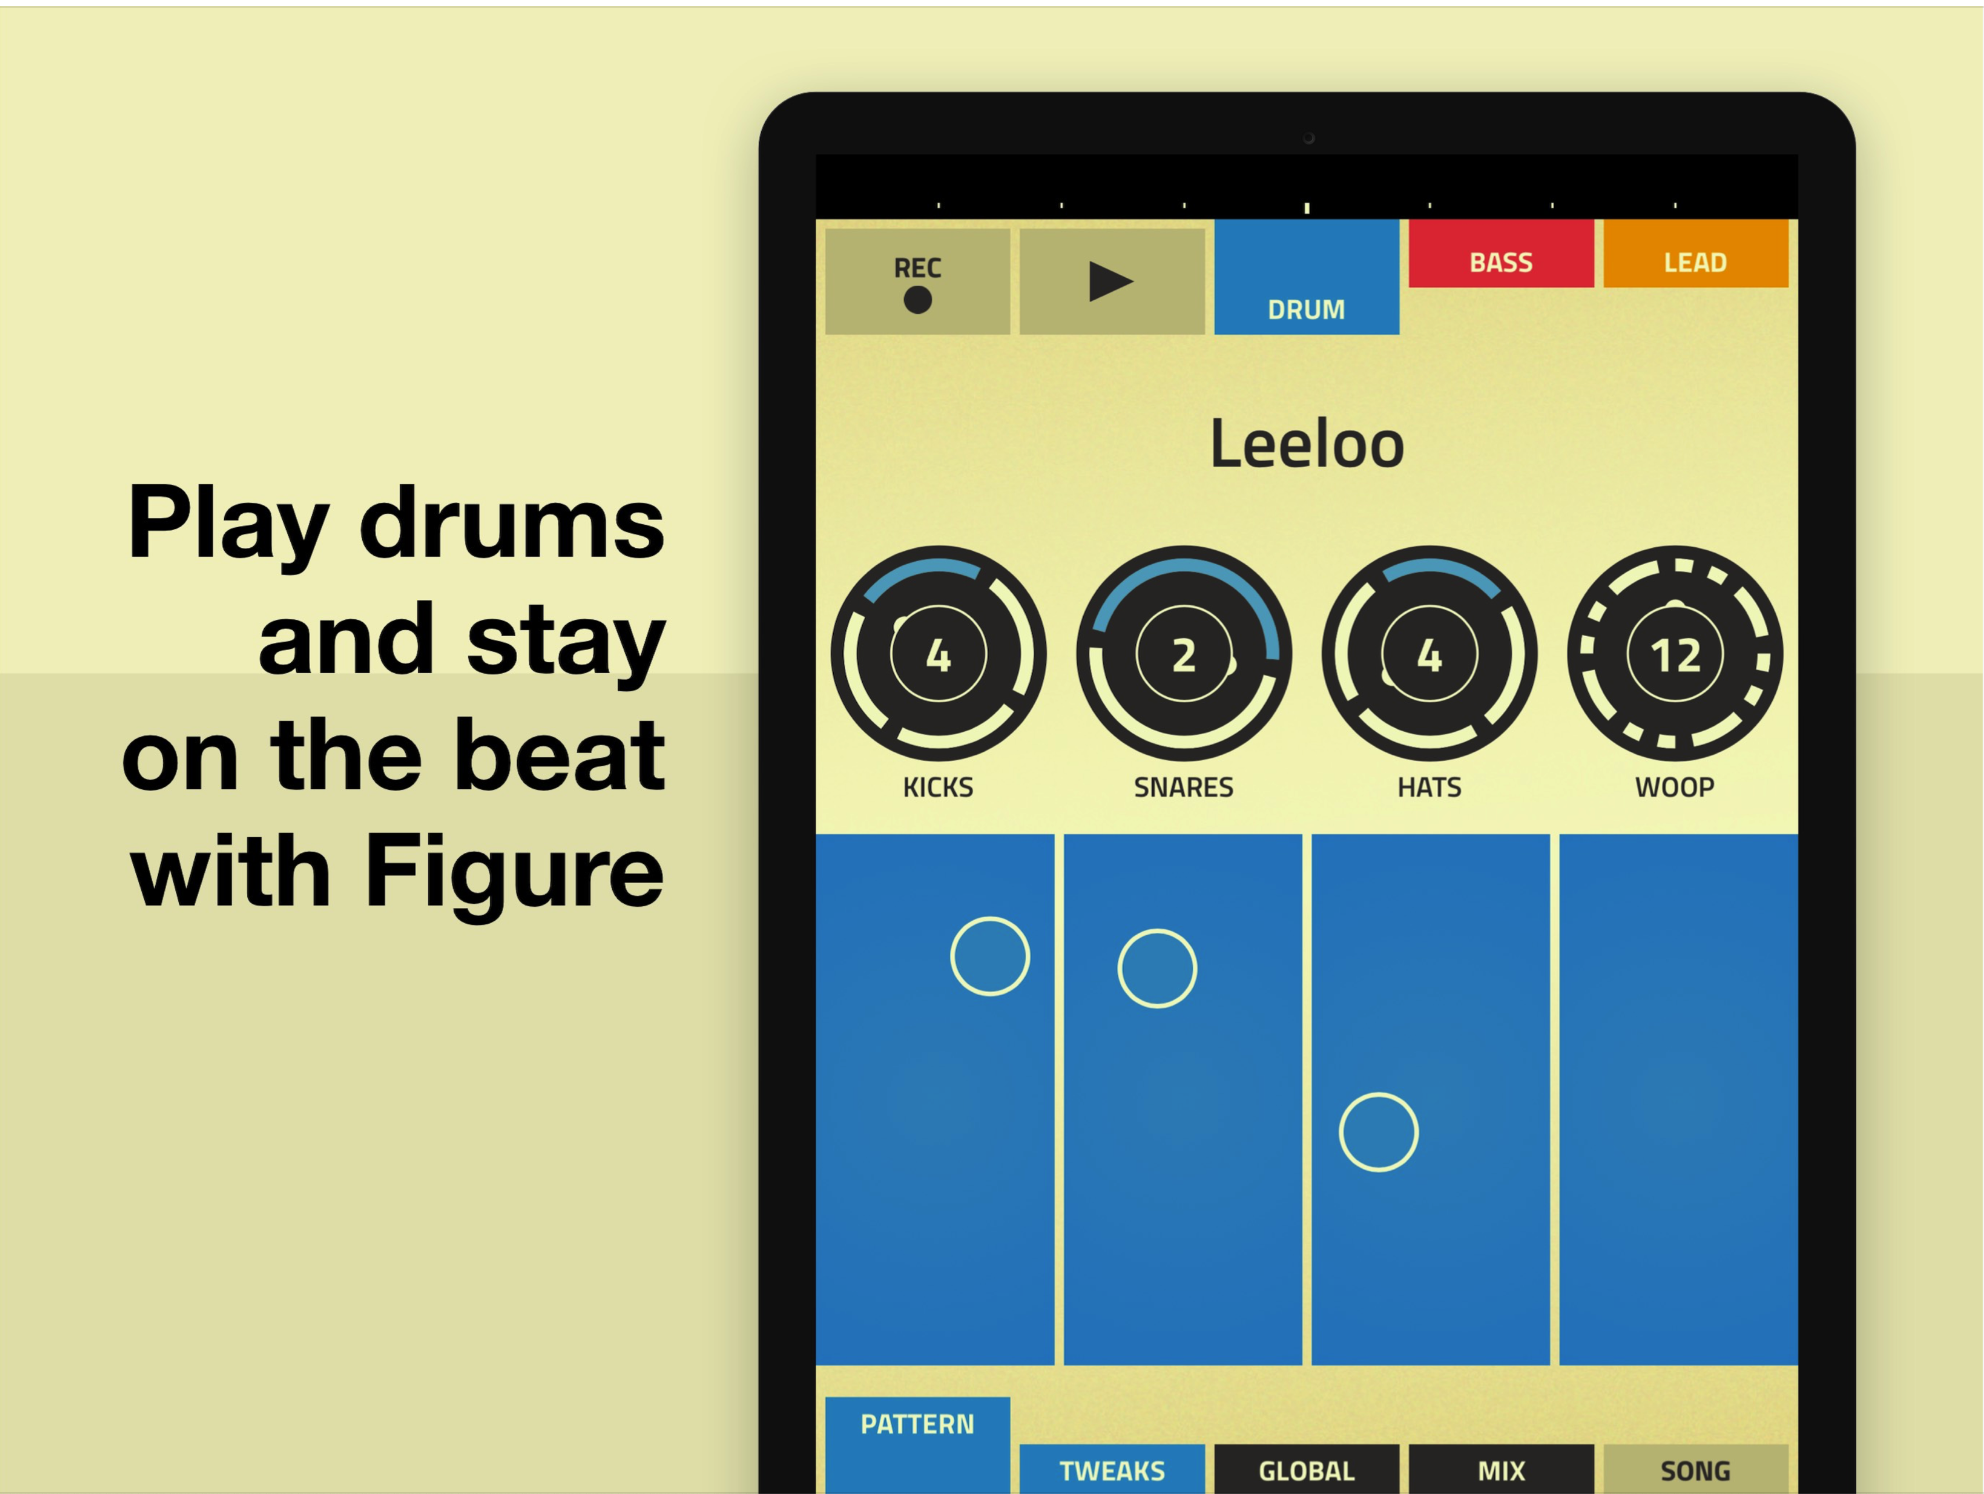 Play drums
and stay
on the beat
with Figure
REC
DRUM
BASS
LEAD
Leeloo
4
2
4
12
KICKS
SNARES
HATS
WOOP
PATTERN
TWEAKS
GLOBAL
MIX
SONG